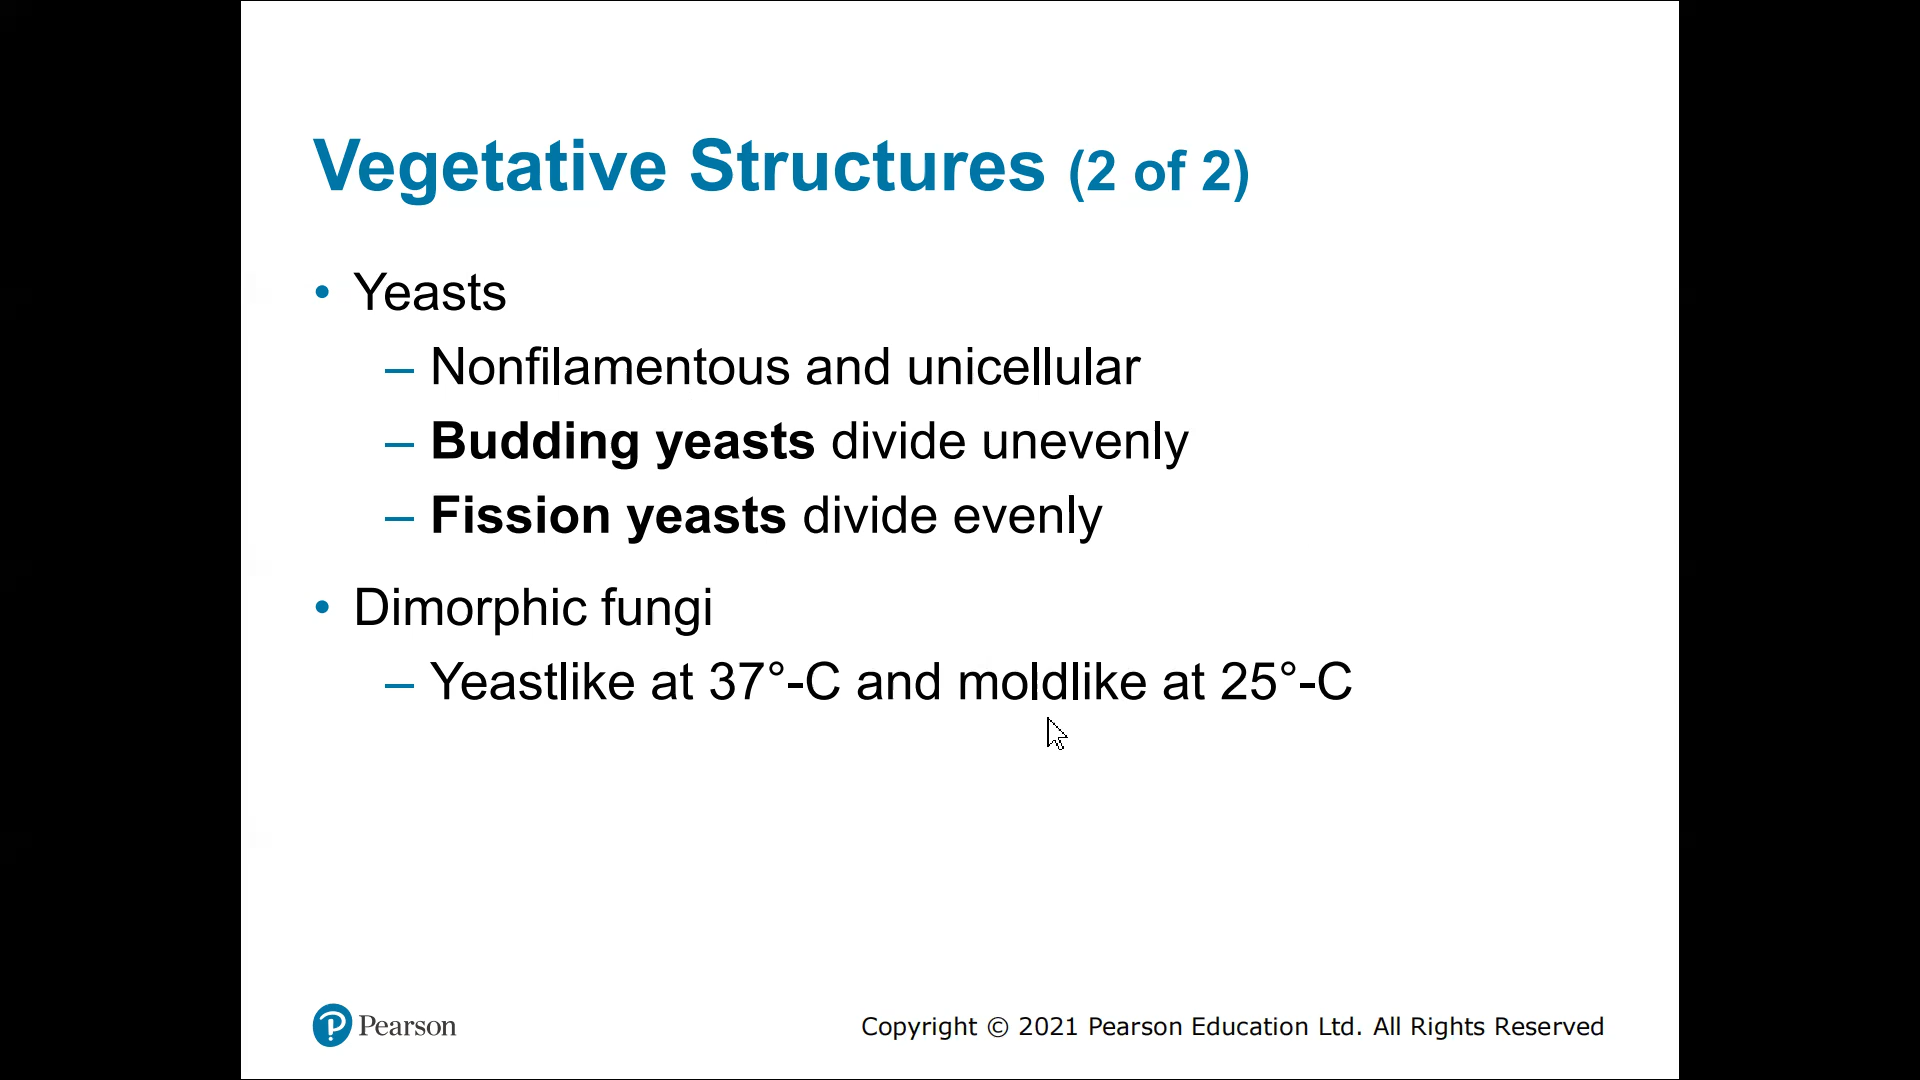 Vegetative Structures (2 of 2)
• Yeasts
– Nonfilamentous and unicellular
– Budding yeasts divide unevenly
– Fission yeasts divide evenly
• Dimorphic fungi
– Yeastlike at 37°-C and moldlike at 25°-C
Pearson
Copyright © 2021 Pearson Education Ltd. All Rights Reserved